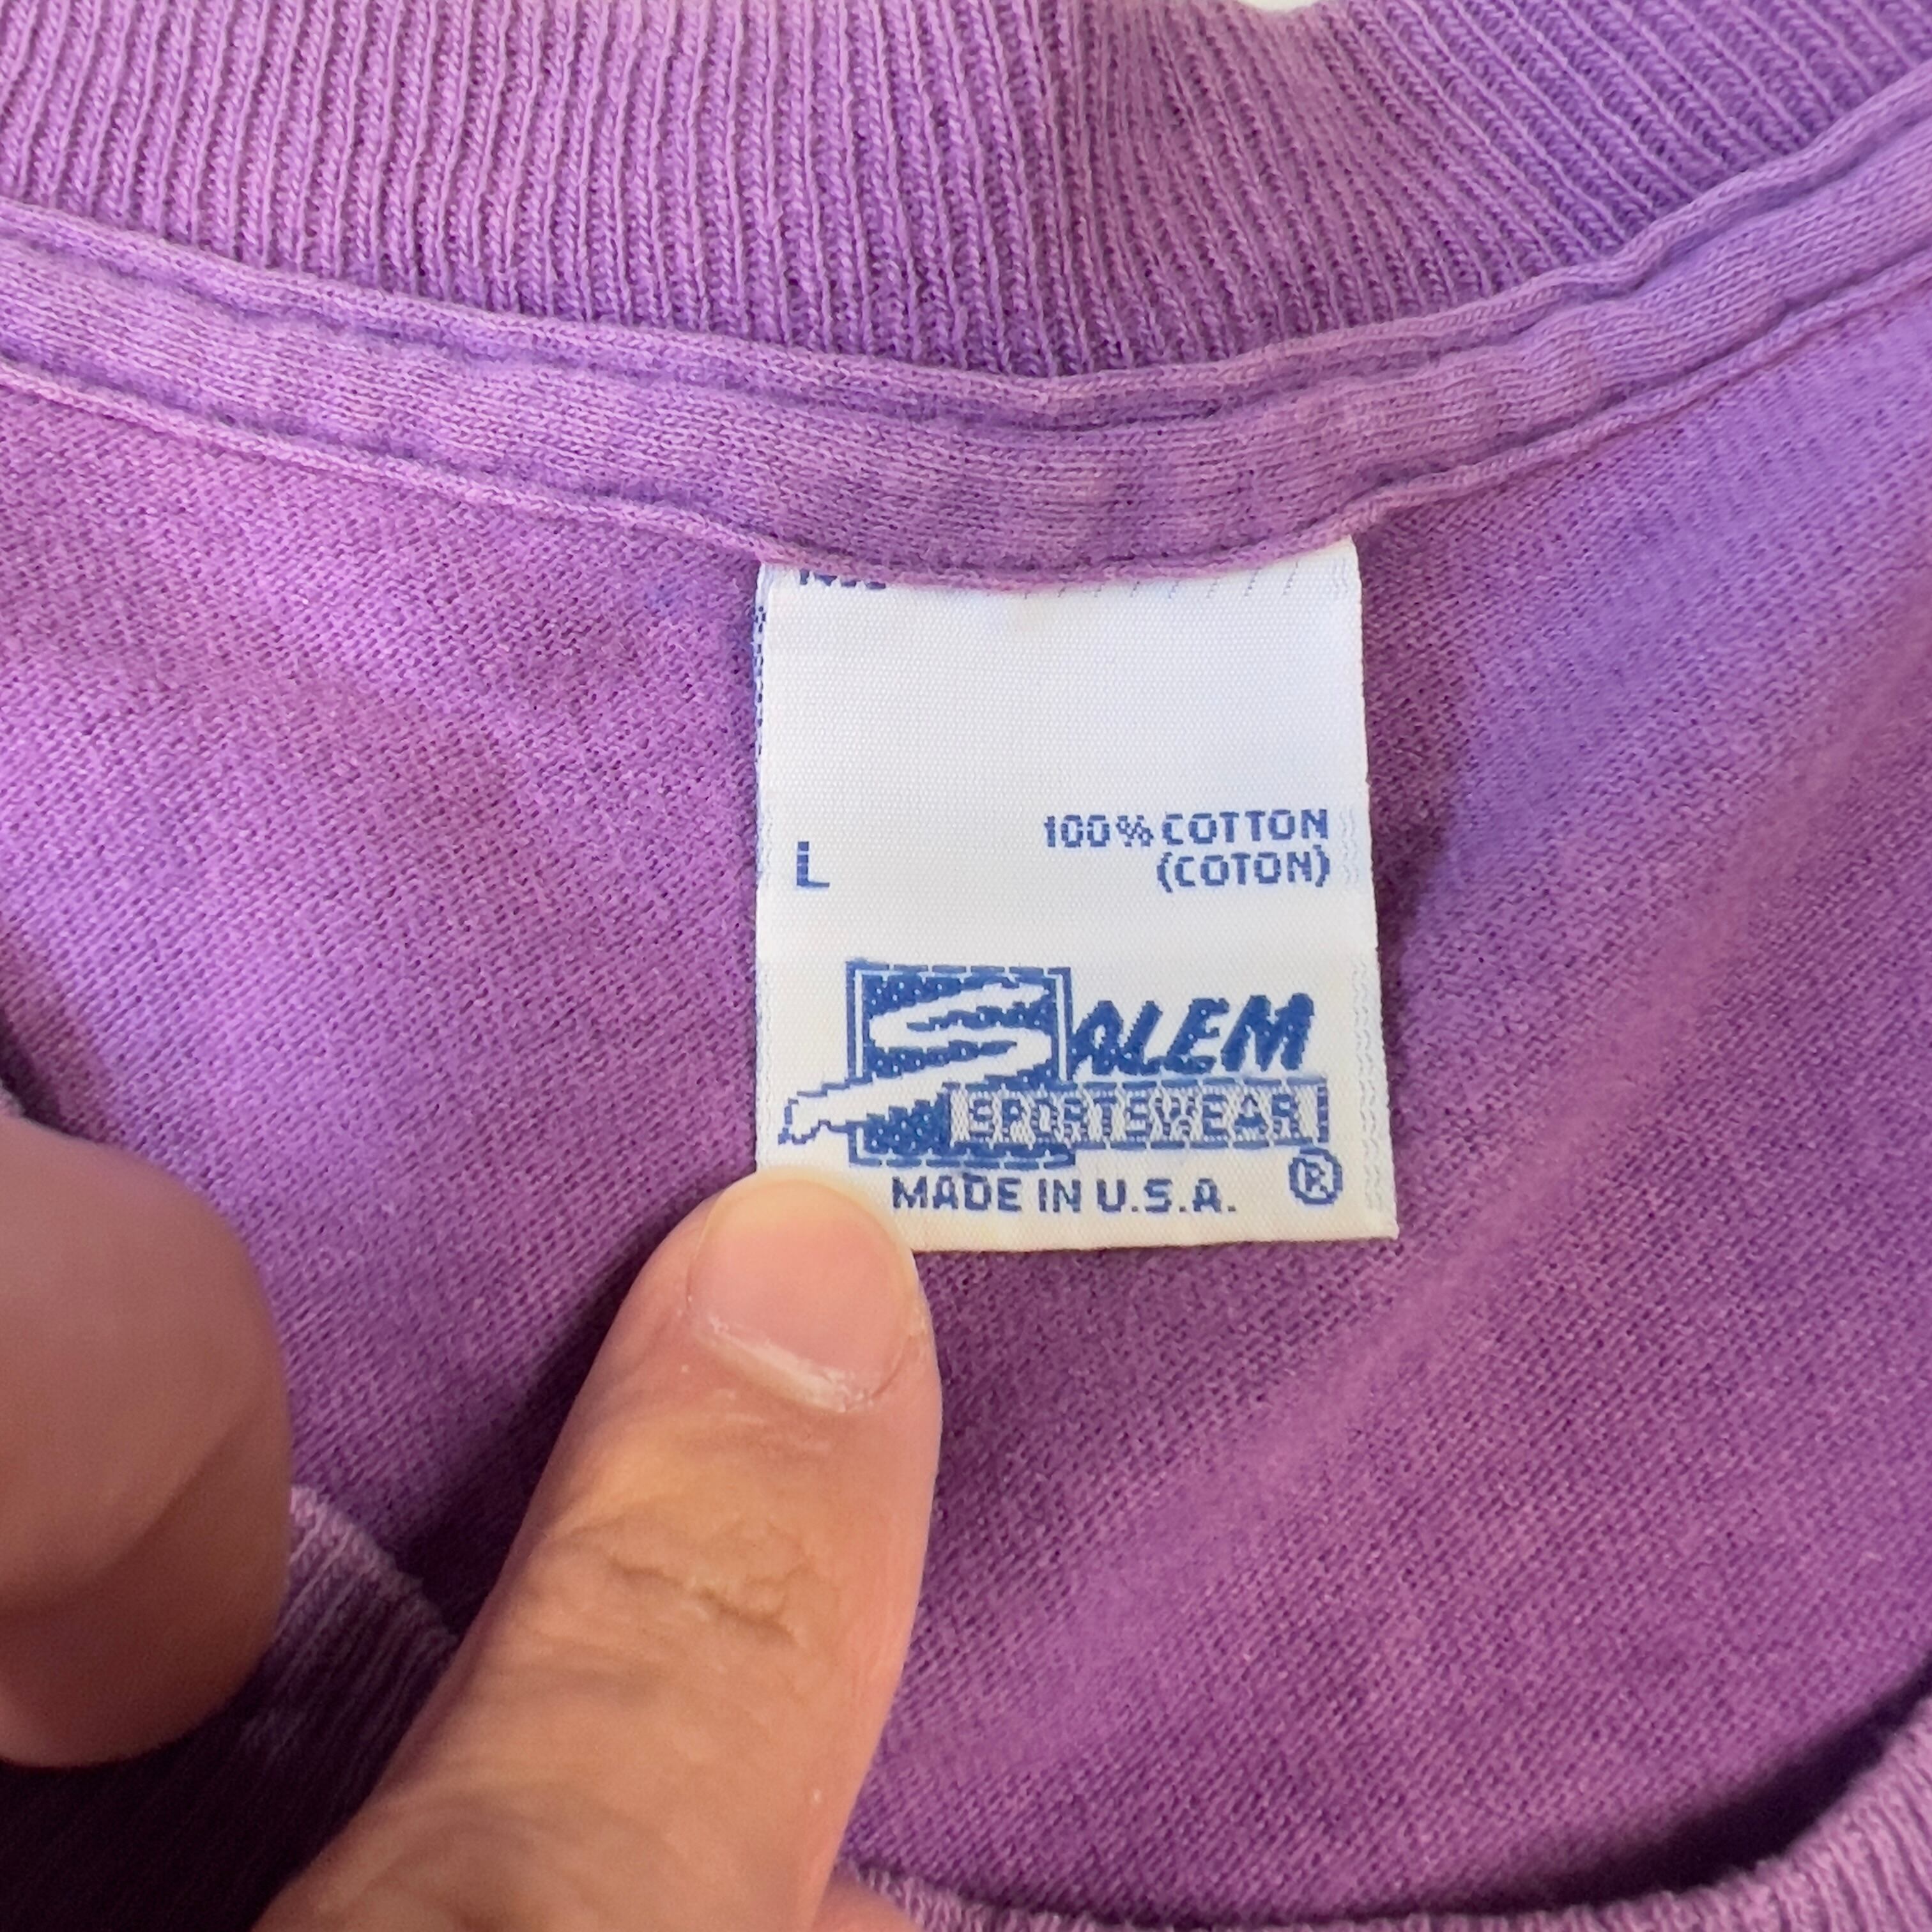 L
100% COTTON
(COTON)
SALEM
SPORTSWEAR
MADE IN U.S.A. ®